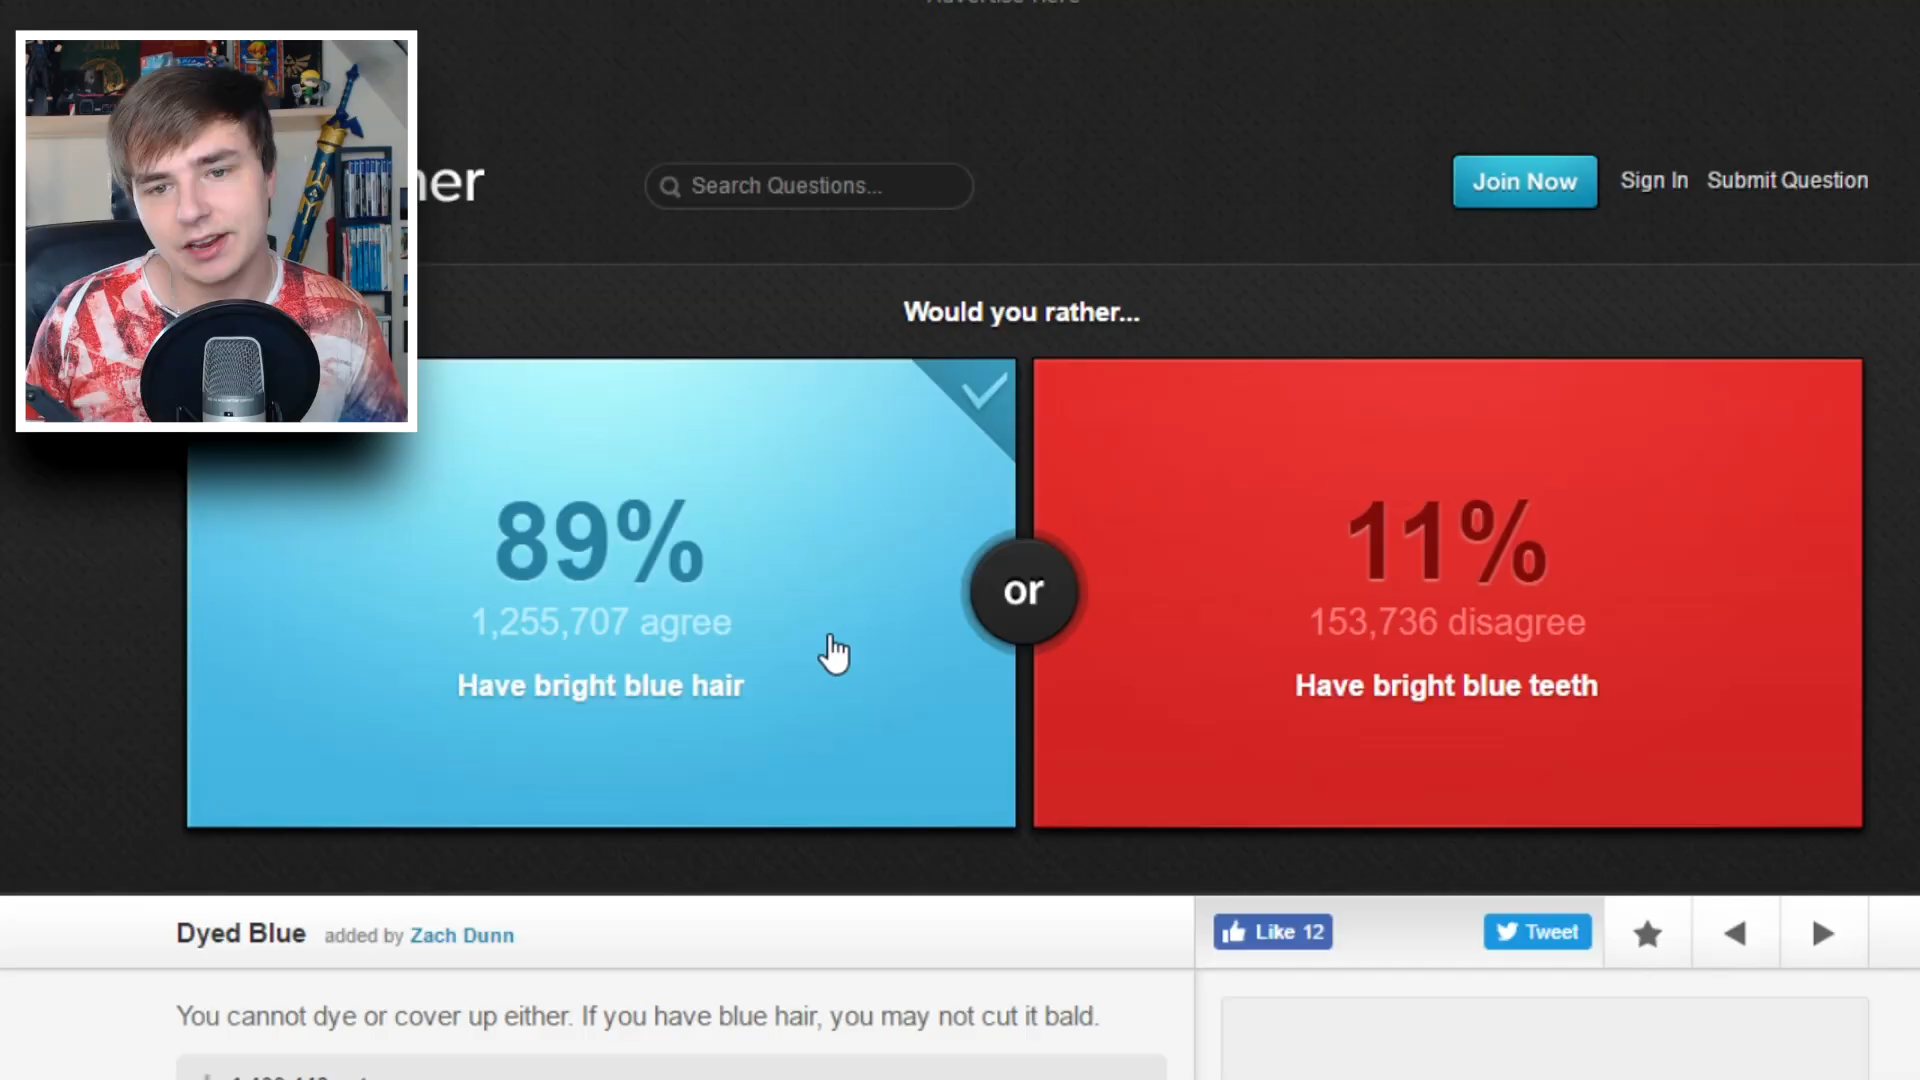 her
Search Questions...
Join Now
Sign In
Submit Question
Would you rather...
89%
1,255,707 agree
Have bright blue hair
or
11%
153,736 disagree
Have bright blue teeth
Dyed Blue added by Zach Dunn
Like 12
Tweet
You cannot dye or cover up either. If you have blue hair, you may not cut it bald.